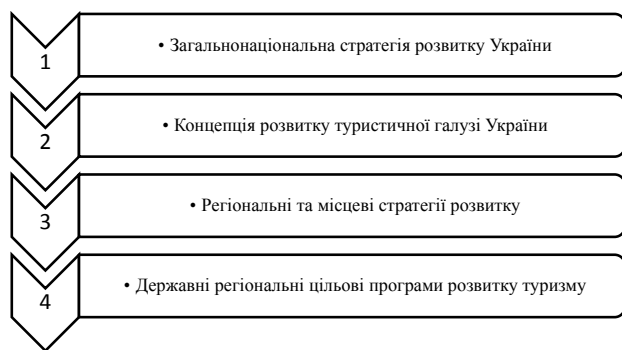 1
• Загальнонаціональна стратегія розвитку України
2
• Концепція розвитку туристичної галузі України
3
• Регіональні та місцеві стратегії розвитку
4
• Державні регіональні цільові програми розвитку туризму